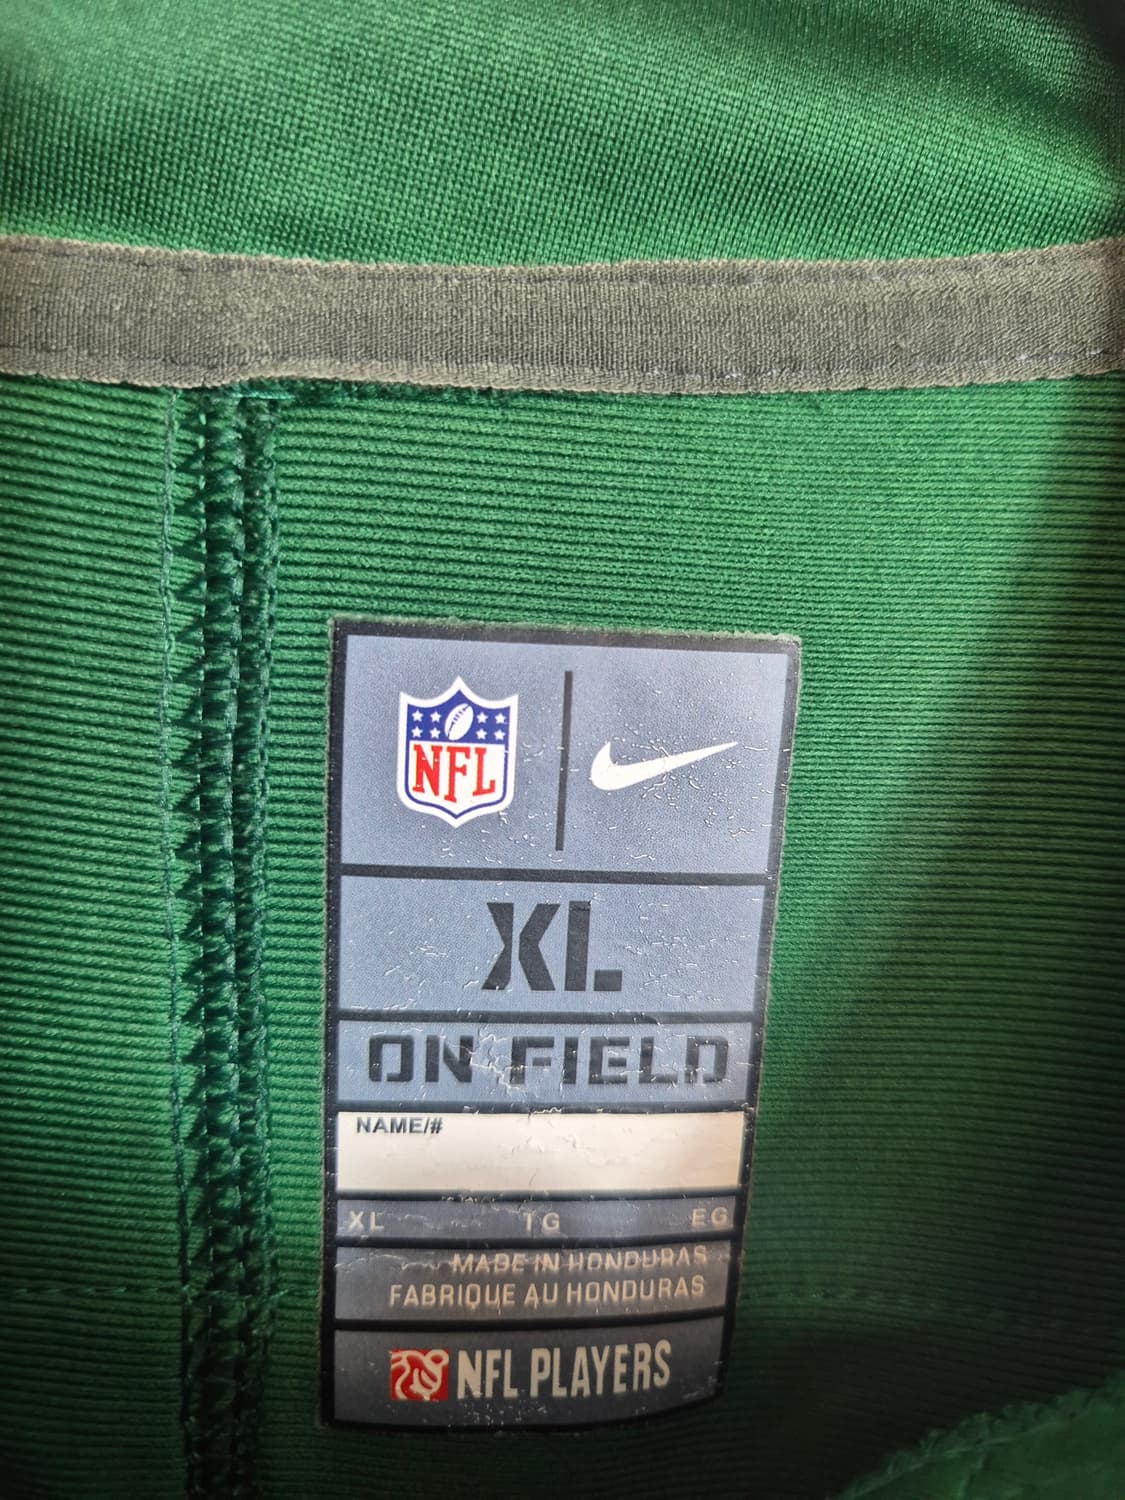 NFL
XL
ON FIELD
NAME/#
XL TG EG
MADE IN HONDURAS
FABRIQUE AU HONDURAS
NFL PLAYERS